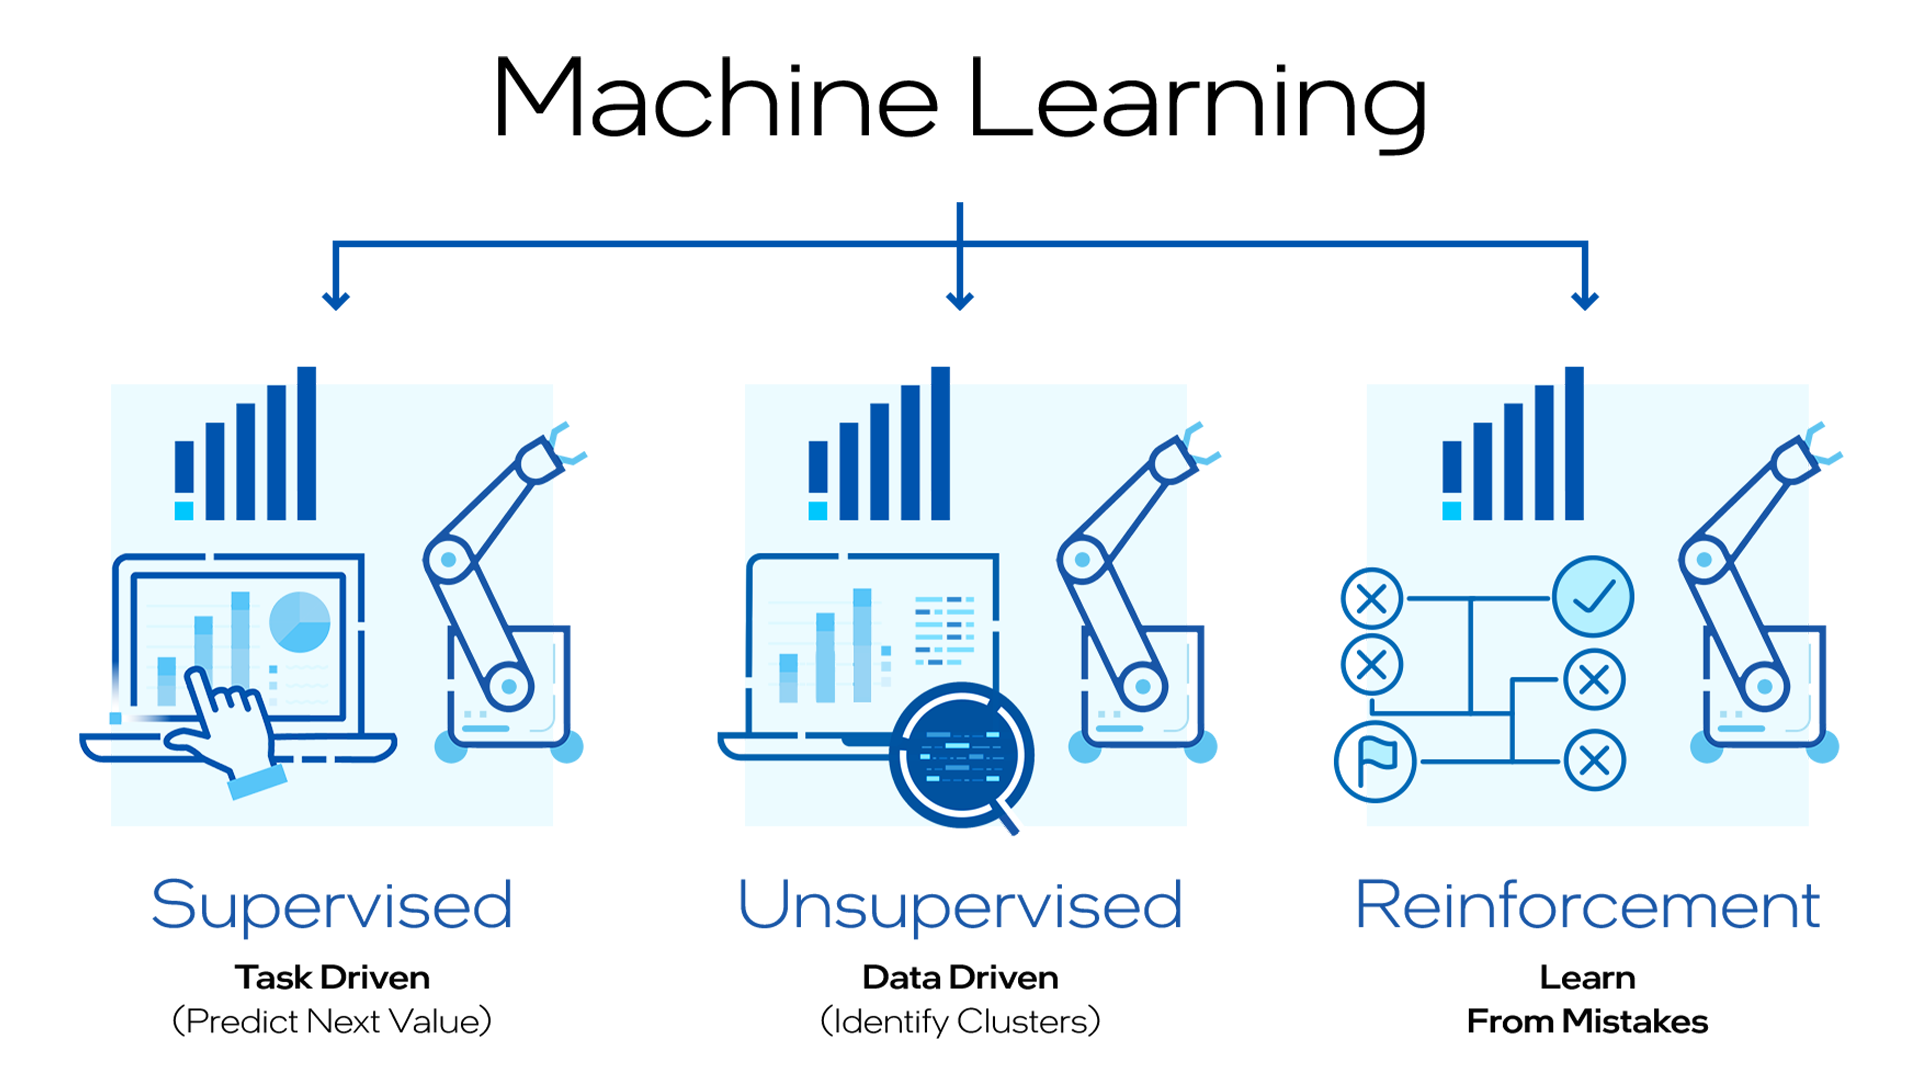 Machine Learning
Supervised
Task Driven
(Predict Next Value)
Unsupervised
Data Driven
(Identify Clusters)
Reinforcement
Learn
From Mistakes